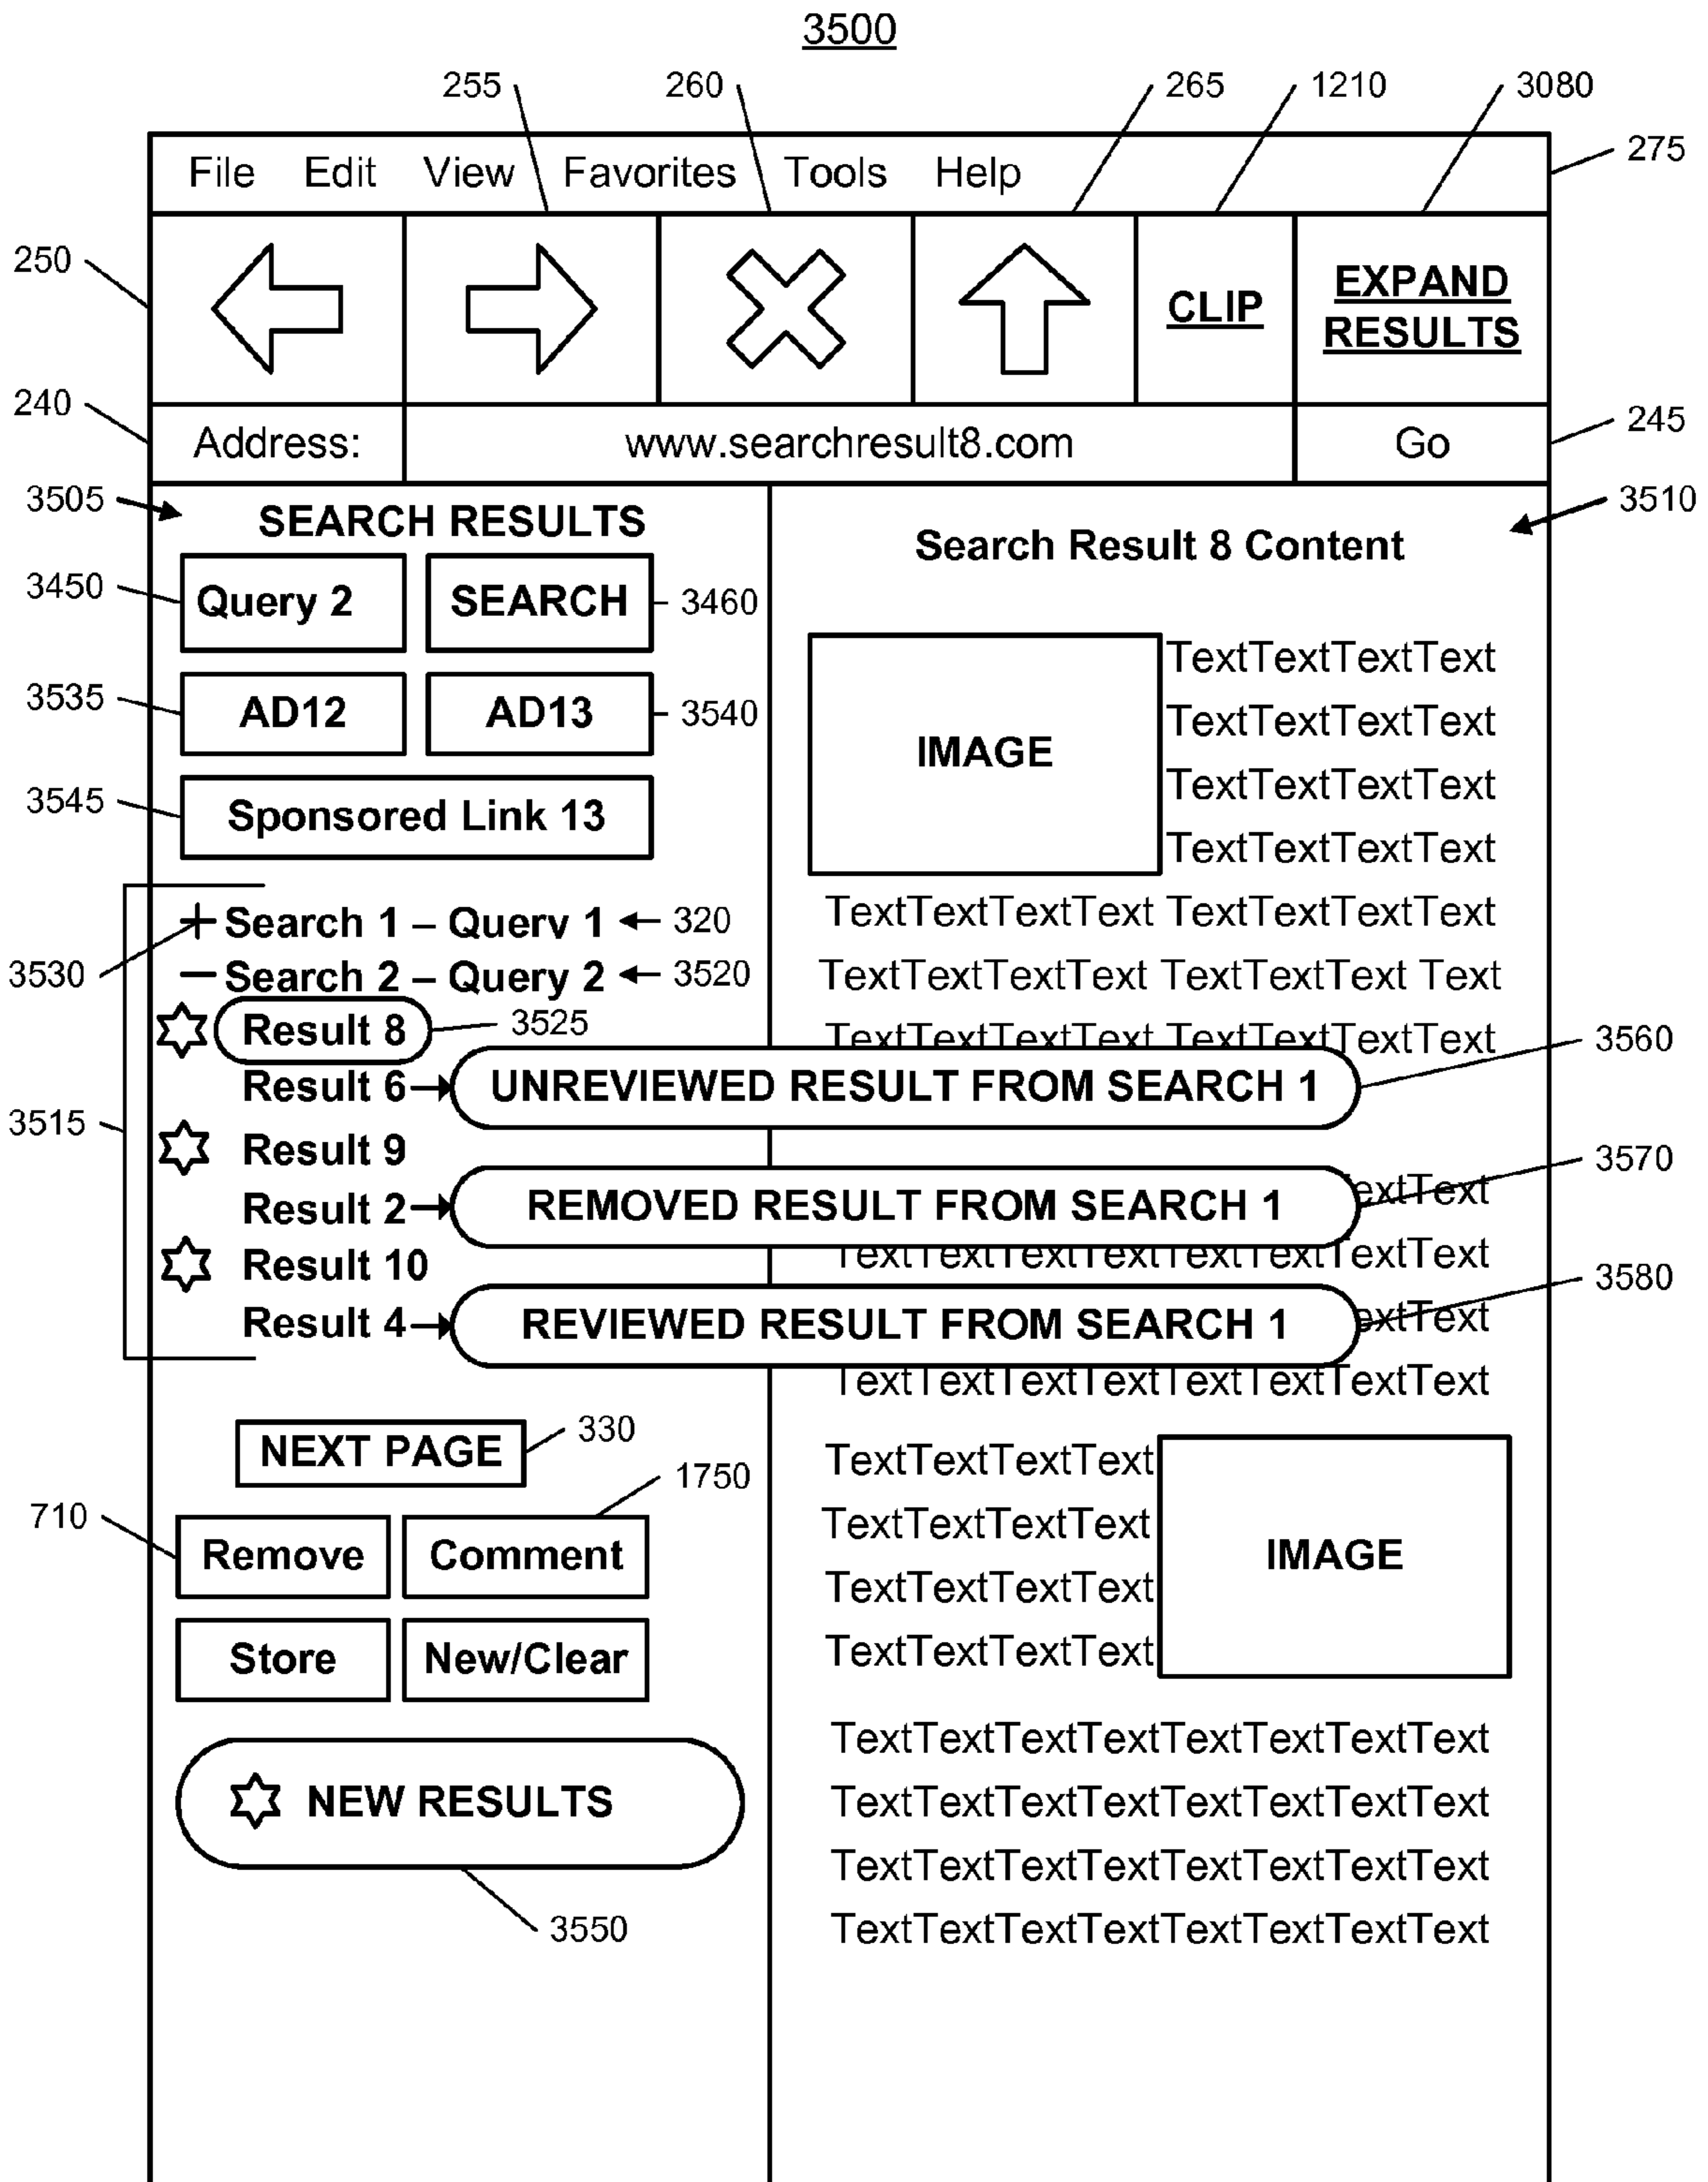 3500
255 260 265 1210 3080
File Edit View Favorites Tools Help 275
250
CLIP
EXPAND
RESULTS
240 Address: www.searchresult8.com Go 245
3505 SEARCH RESULTS
3450 Query 2 SEARCH 3460
3535 AD12 AD13 3540
3545 Sponsored Link 13
Search 1 – Query 1 320
3530 Search 2 – Query 2 3520
Result 8 3525
Result 6 UNREVIEWED RESULT FROM SEARCH 1 3560
3515 Result 9
Result 2 REMOVED RESULT FROM SEARCH 1 3570
Result 10
Result 4 REVIEWED RESULT FROM SEARCH 1 3580
NEXT PAGE 330
1750
710 Remove Comment
Store New/Clear
NEW RESULTS
3550
3510
Search Result 8 Content
IMAGE
TextTextTextText
TextTextTextText
TextTextTextText
TextTextTextText
TextTextTextText TextTextTextText
TextTextTextText TextTextText Text
TextTextTextText TextTextTextText
extText
TextTextTextTextTextTextTextText
extText
TextTextTextTextTextTextTextText
TextTextTextText
TextTextTextText
TextTextTextText
TextTextTextText
IMAGE
TextTextTextTextTextTextTextText
TextTextTextTextTextTextTextText
TextTextTextTextTextTextTextText
TextTextTextTextTextTextTextText